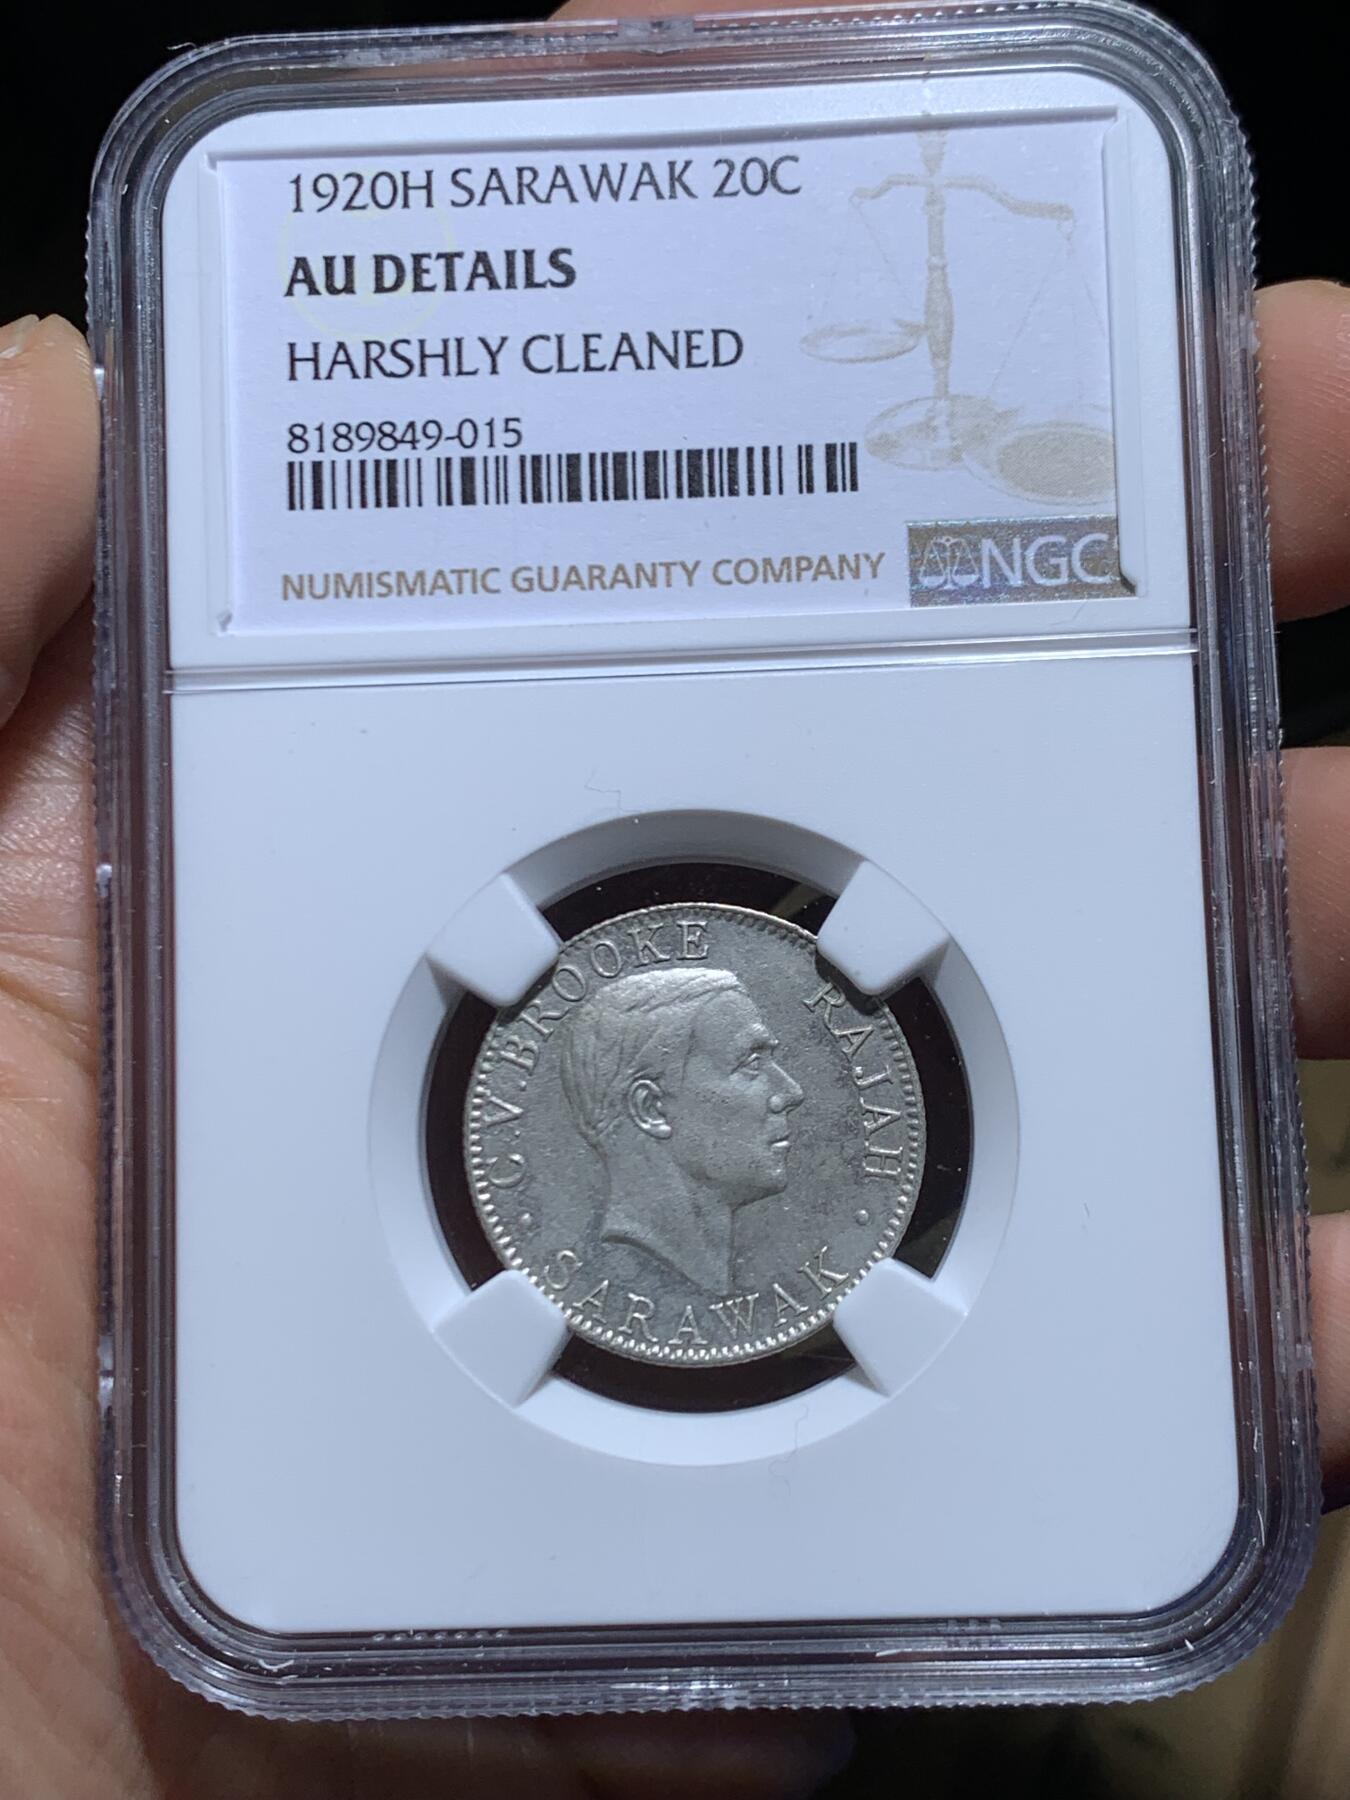 1920H SARAWAK 20C
AU DETAILS
HARSHLY CLEANED
8189849-015
NUMISMATIC GUARANTY COMPANY
NGC
C.V.BROOKE RAJAH
SARAWAK